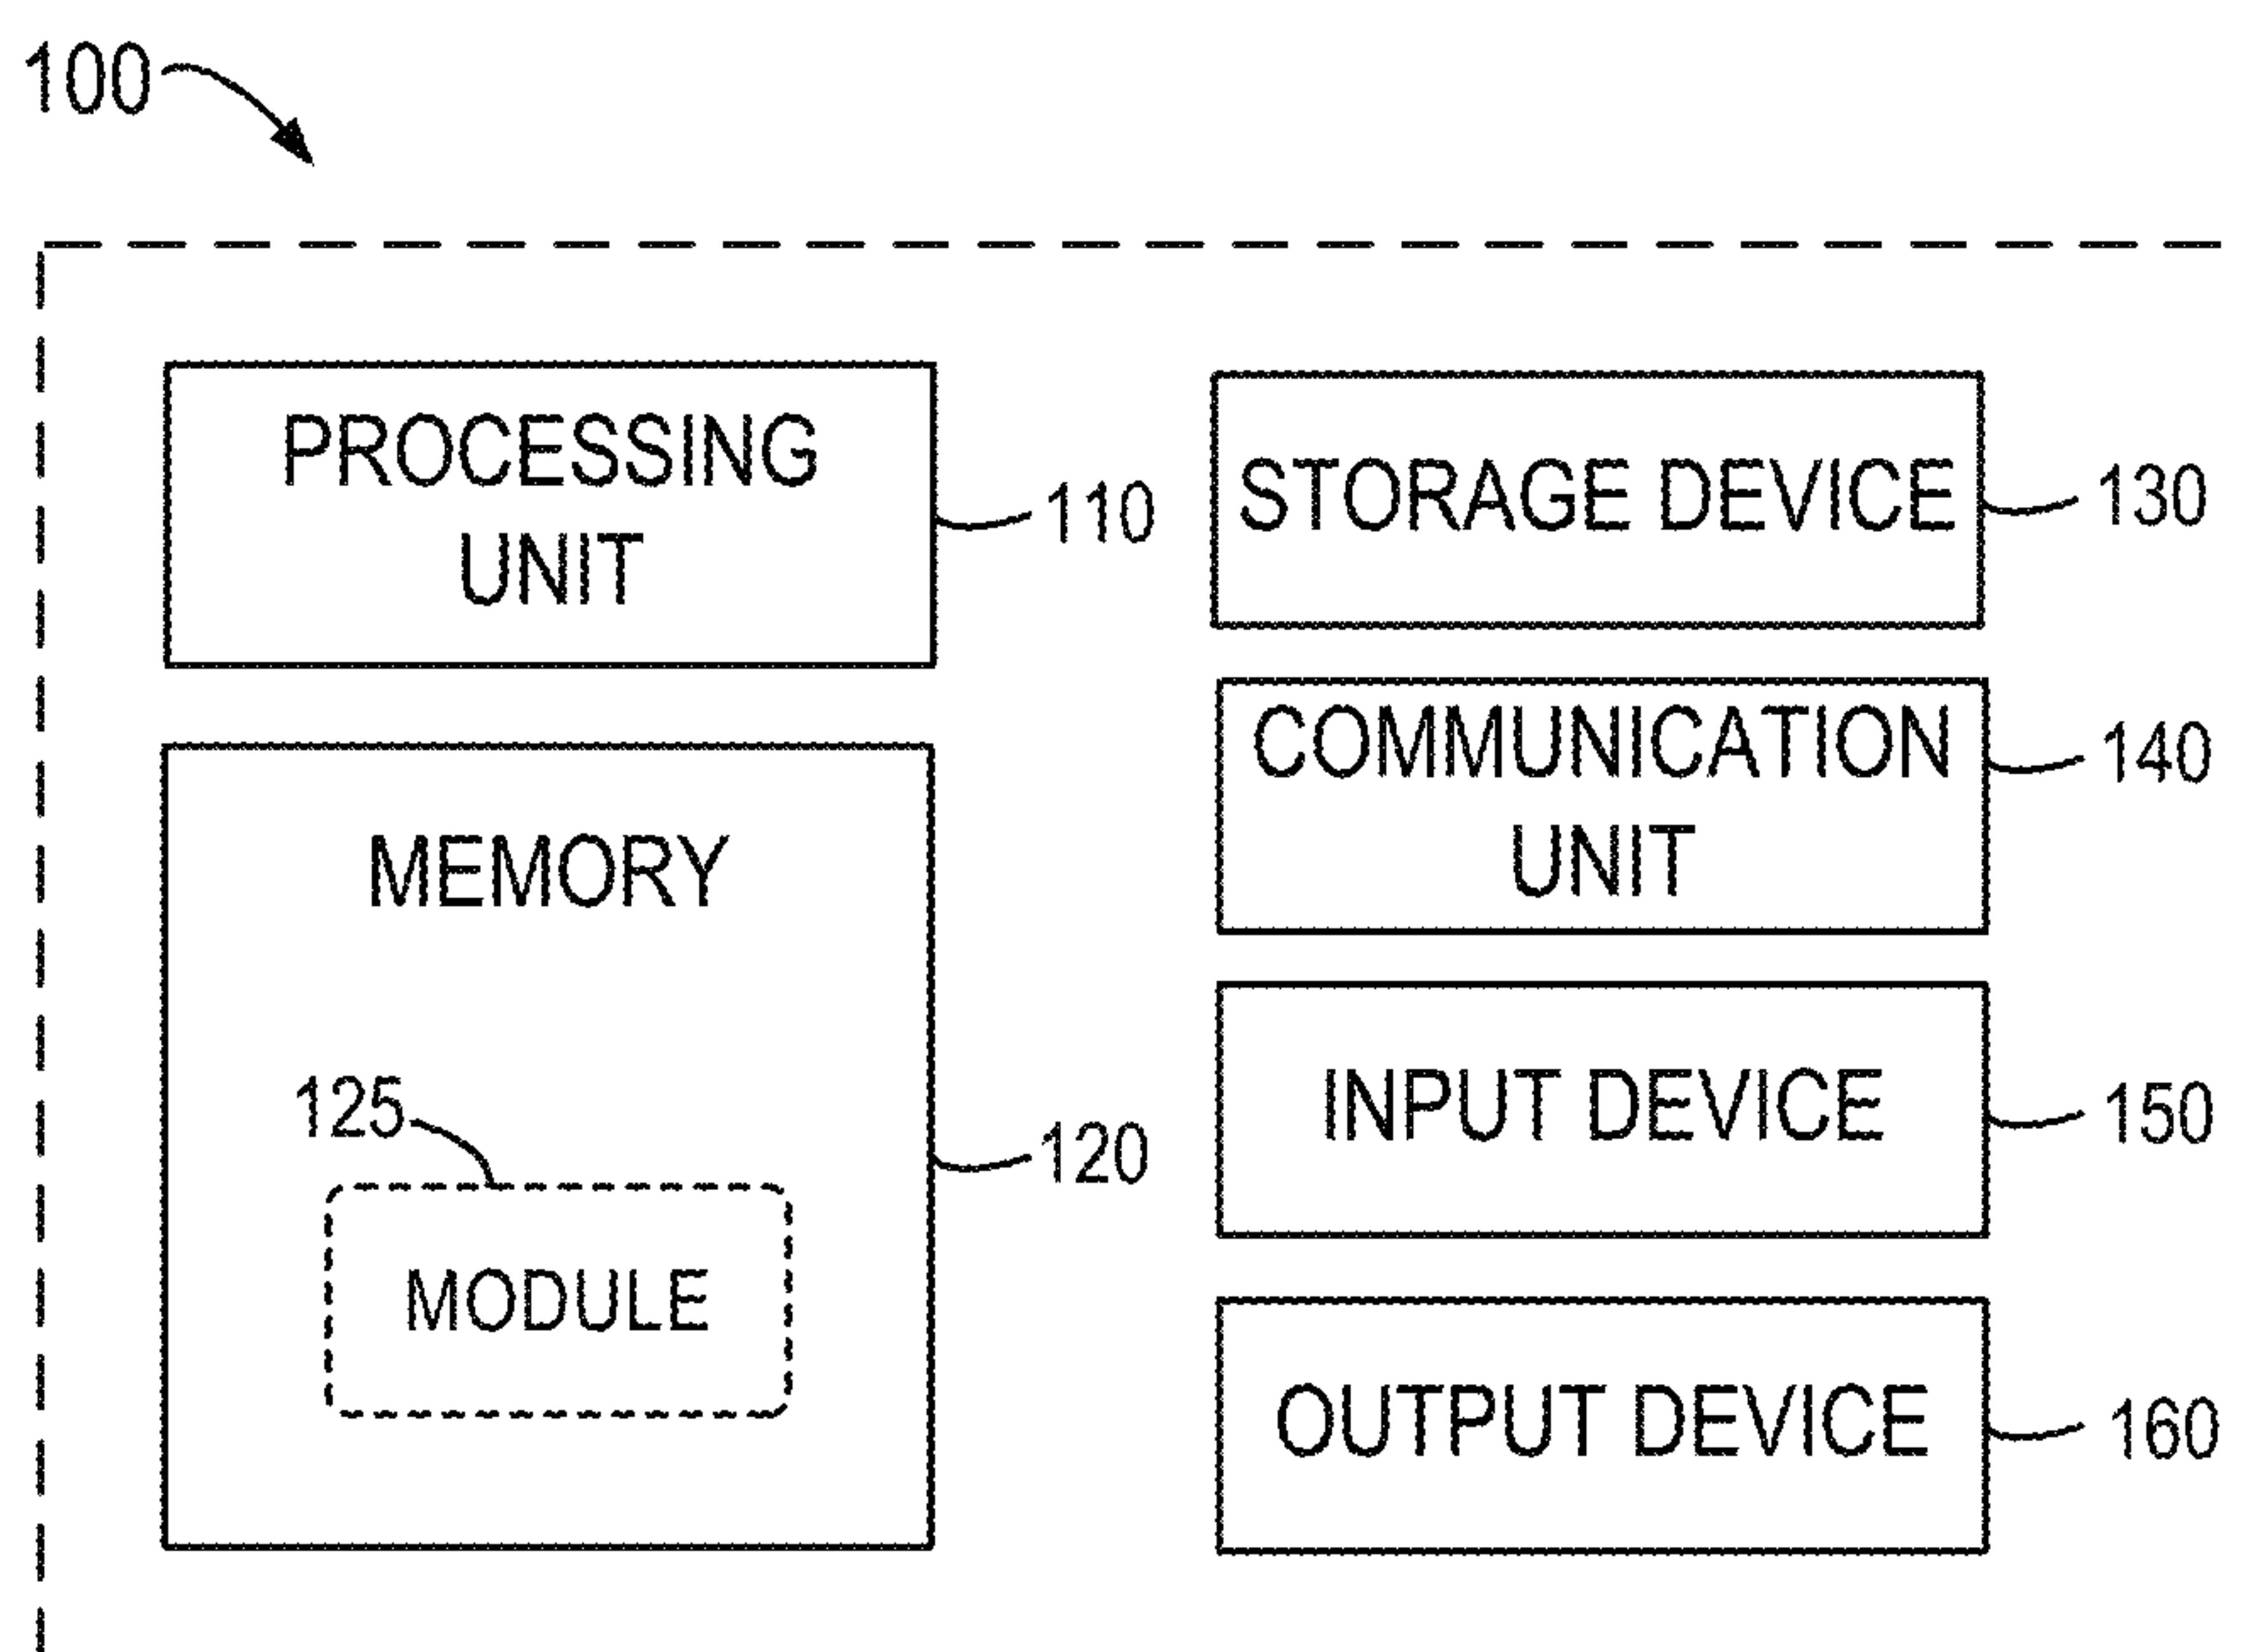 100
PROCESSING
UNIT
110
MEMORY
125
MODULE
120
STORAGE DEVICE
130
COMMUNICATION
UNIT
140
INPUT DEVICE
150
OUTPUT DEVICE
160